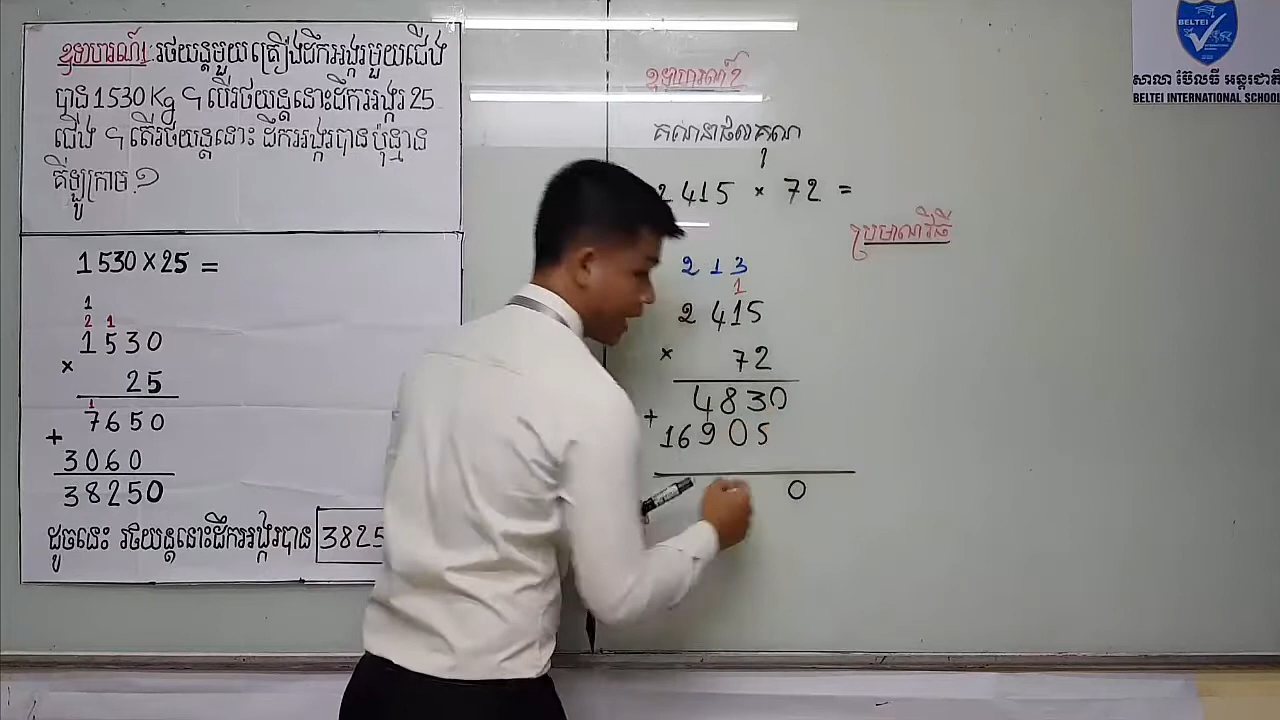 ឧទាហរណ៍១ រថយន្តមួយគ្រឿងដឹកអង្ករមួយជើង
បាន 1530 Kg ។ បើរថយន្តនោះដឹកអង្ករ 25
ជើង ។ តើរថយន្តនោះ ដឹកអង្ករបានប៉ុន្មាន
គីឡូក្រាម ?
1530 × 25 =
1
2 1
1530
× 25
1
7650
+
3060
38250
ដូចនេះ រថយន្តនោះដឹកអង្ករបាន 3825
ឧទាហរណ៍ 2
គណនាផលគុណ
2415 × 72 =
ប្រមាណវិធី
2 1 3
1
2415
× 72
4830
+
16905
0
BELTEI
សាលា ប៊ែលធី អន្តរជាតិ
BELTEI INTERNATIONAL SCHOOL